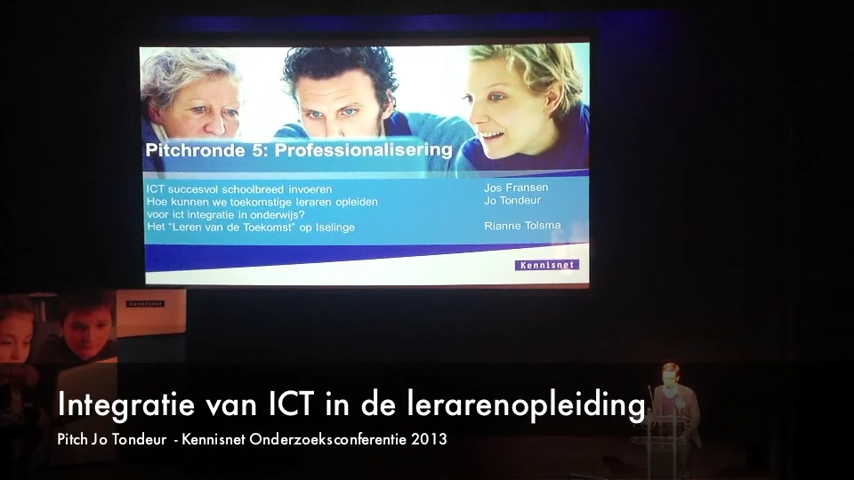 Pitchronde 5: Professionalisering
ICT succesvol schoolbreed invoeren Jos Fransen
Hoe kunnen we toekomstige leraren opleiden Jo Tondeur
voor ict integratie in onderwijs?
Het "Leren van de Toekomst" op Iselinge Rianne Tolsma
Kennisnet
Kennisnet
Integratie van ICT in de lerarenopleiding
Pitch Jo Tondeur - Kennisnet Onderzoeksconferentie 2013